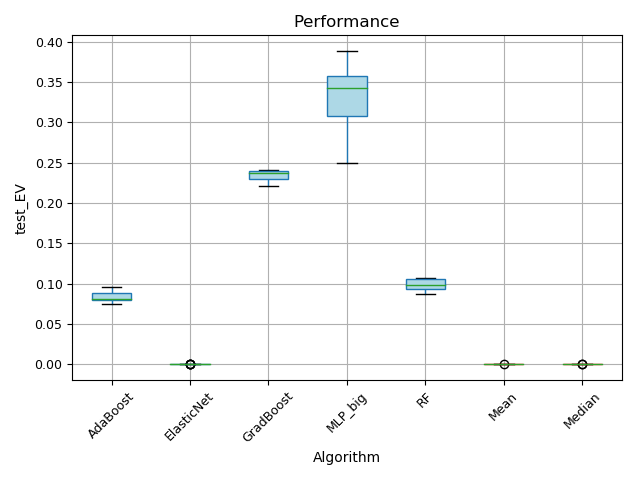 Performance
0.40
0.35
0.30
0.25
0.20
0.15
0.10
0.05
0.00
test_EV
AdaBoost
ElasticNet
GradBoost
MLP_big
RF
Mean
Median
Algorithm